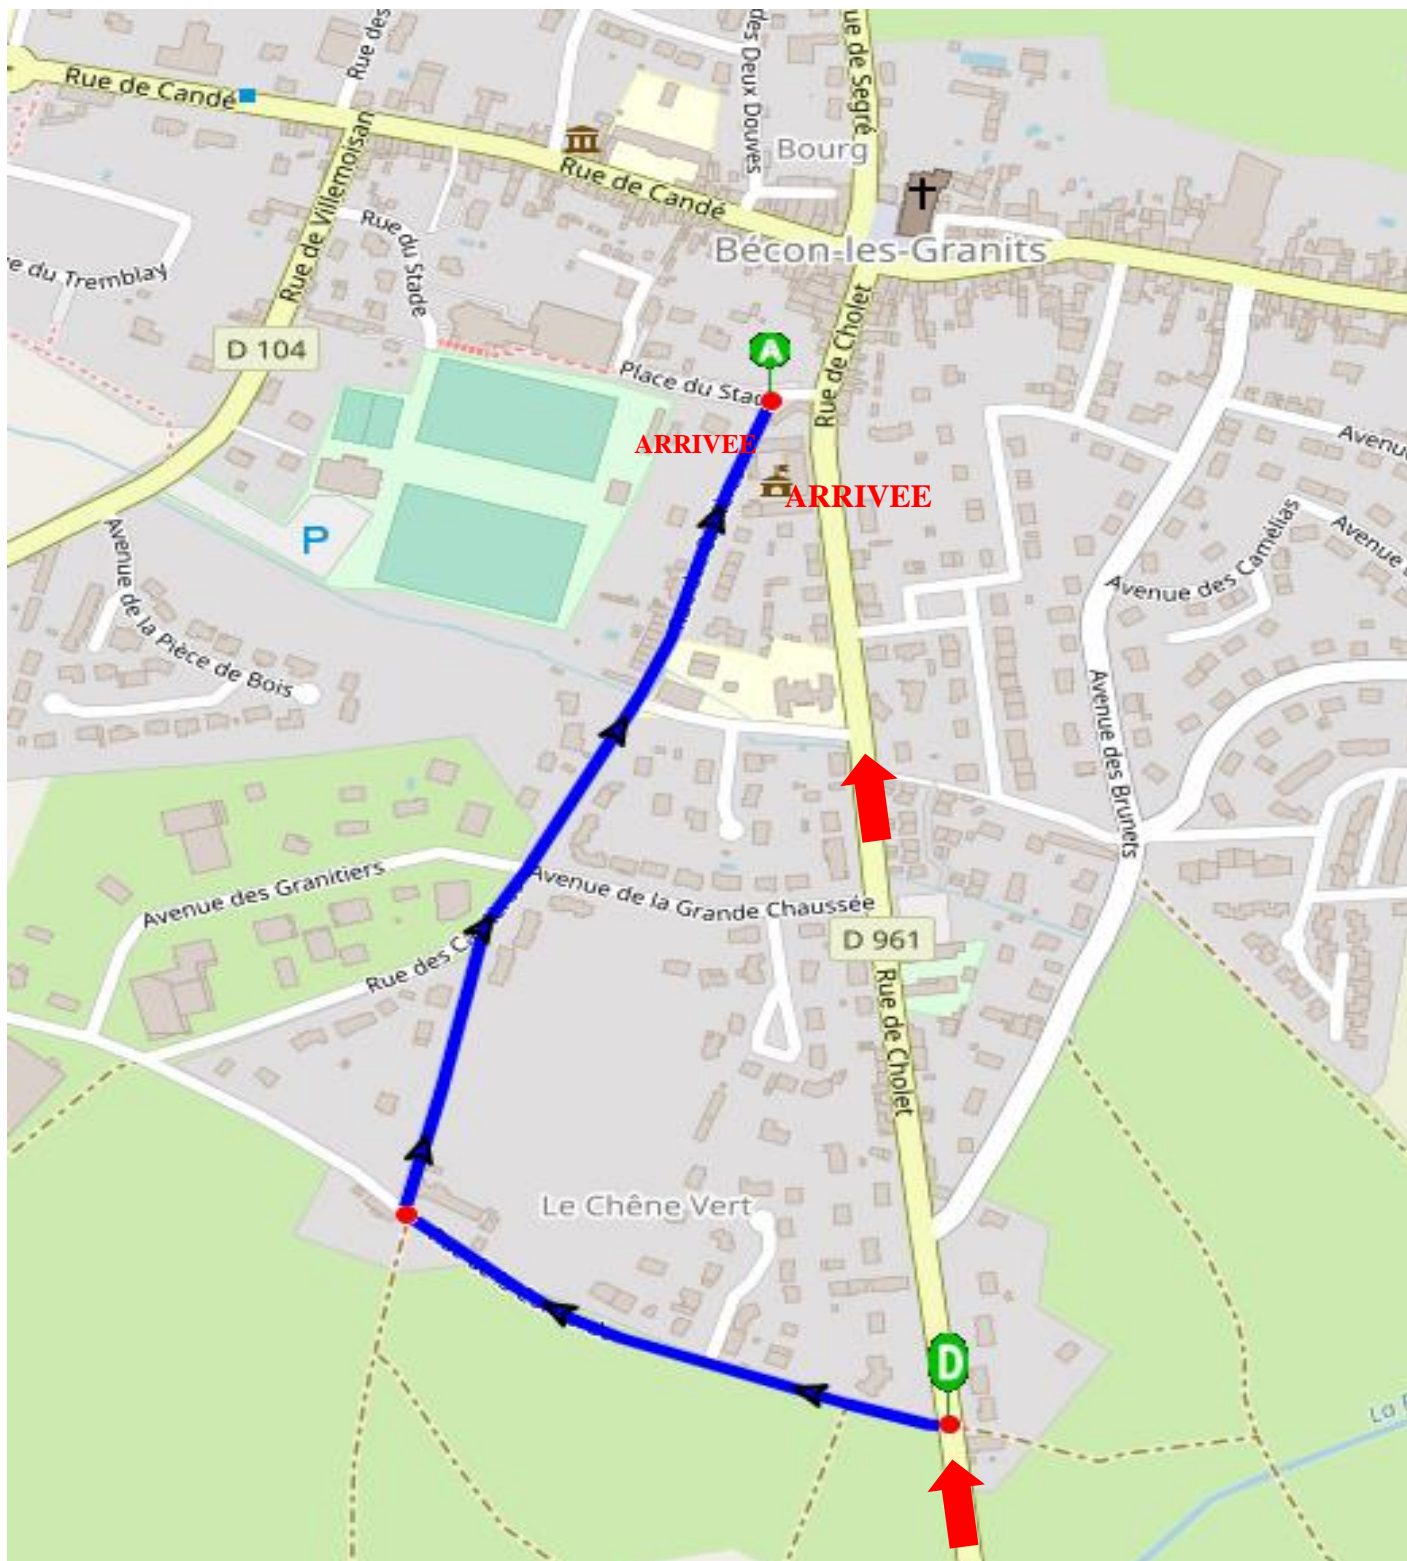 Rue des
des Deux Douves
ue de Segré
Rue de Candé
Bourg
Rue de Candé
Rue de Villemoisan
Rue du Stade
Bécon-les-Granits
e du Tremblay
Rue de Cholet
D 104
A
Place du Stad
ARRIVEE
ARRIVEE
Avenue
Avenue
Avenue des Camélias
P
Avenue de la Pièce de Bois
Avenue des Brunets
Avenue des Granitiers
Avenue de la Grande Chaussée
Rue des Ca
D 961
Rue de Cholet
Le Chêne Vert
D
La